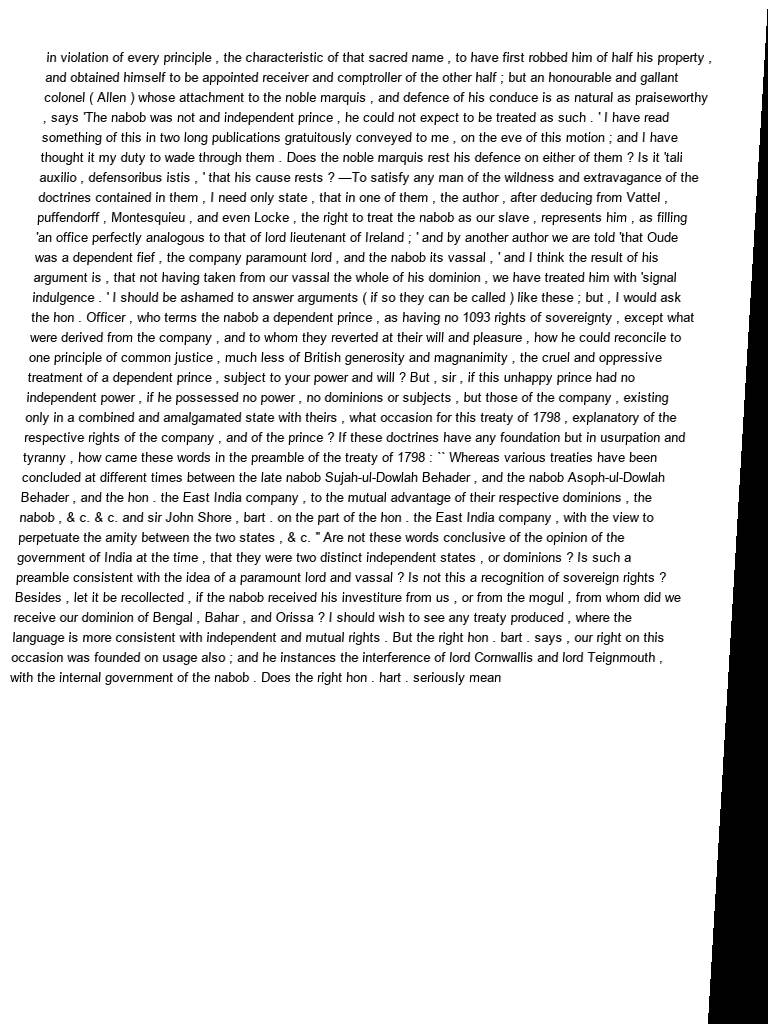 in violation of every principle , the characteristic of that sacred name , to have first robbed him of half his property ,
and obtained himself to be appointed receiver and comptroller of the other half ; but an honourable and gallant
colonel ( Allen ) whose attachment to the noble marquis , and defence of his conduce is as natural as praiseworthy
, says 'The nabob was not and independent prince , he could not expect to be treated as such . ' I have read
something of this in two long publications gratuitously conveyed to me , on the eve of this motion ; and I have
thought it my duty to wade through them . Does the noble marquis rest his defence on either of them ? Is it 'tali
auxilio , defensoribus istis , ' that his cause rests ? —To satisfy any man of the wildness and extravagance of the
doctrines contained in them , I need only state , that in one of them , the author , after deducing from Vattel ,
puffendorff , Montesquieu , and even Locke , the right to treat the nabob as our slave , represents him , as filling
'an office perfectly analogous to that of lord lieutenant of Ireland ; ' and by another author we are told 'that Oude
was a dependent fief , the company paramount lord , and the nabob its vassal , ' and I think the result of his
argument is , that not having taken from our vassal the whole of his dominion , we have treated him with 'signal
indulgence . ' I should be ashamed to answer arguments ( if so they can be called ) like these ; but , I would ask
the hon . Officer , who terms the nabob a dependent prince , as having no 1093 rights of sovereignty , except what
were derived from the company , and to whom they reverted at their will and pleasure , how he could reconcile to
one principle of common justice , much less of British generosity and magnanimity , the cruel and oppressive
treatment of a dependent prince , subject to your power and will ? But , sir , if this unhappy prince had no
independent power , if he possessed no power , no dominions or subjects , but those of the company , existing
only in a combined and amalgamated state with theirs , what occasion for this treaty of 1798 , explanatory of the
respective rights of the company , and of the prince ? If these doctrines have any foundation but in usurpation and
tyranny , how came these words in the preamble of the treaty of 1798 : `` Whereas various treaties have been
concluded at different times between the late nabob Sujah-ul-Dowlah Behader , and the nabob Asoph-ul-Dowlah
Behader , and the hon . the East India company , to the mutual advantage of their respective dominions , the
nabob , & c. & c. and sir John Shore , bart . on the part of the hon . the East India company , with the view to
perpetuate the amity between the two states , & c. '' Are not these words conclusive of the opinion of the
government of India at the time , that they were two distinct independent states , or dominions ? Is such a
preamble consistent with the idea of a paramount lord and vassal ? Is not this a recognition of sovereign rights ?
Besides , let it be recollected , if the nabob received his investiture from us , or from the mogul , from whom did we
receive our dominion of Bengal , Bahar , and Orissa ? I should wish to see any treaty produced , where the
language is more consistent with independent and mutual rights . But the right hon . bart . says , our right on this
occasion was founded on usage also ; and he instances the interference of lord Cornwallis and lord Teignmouth ,
with the internal government of the nabob . Does the right hon . hart . seriously mean